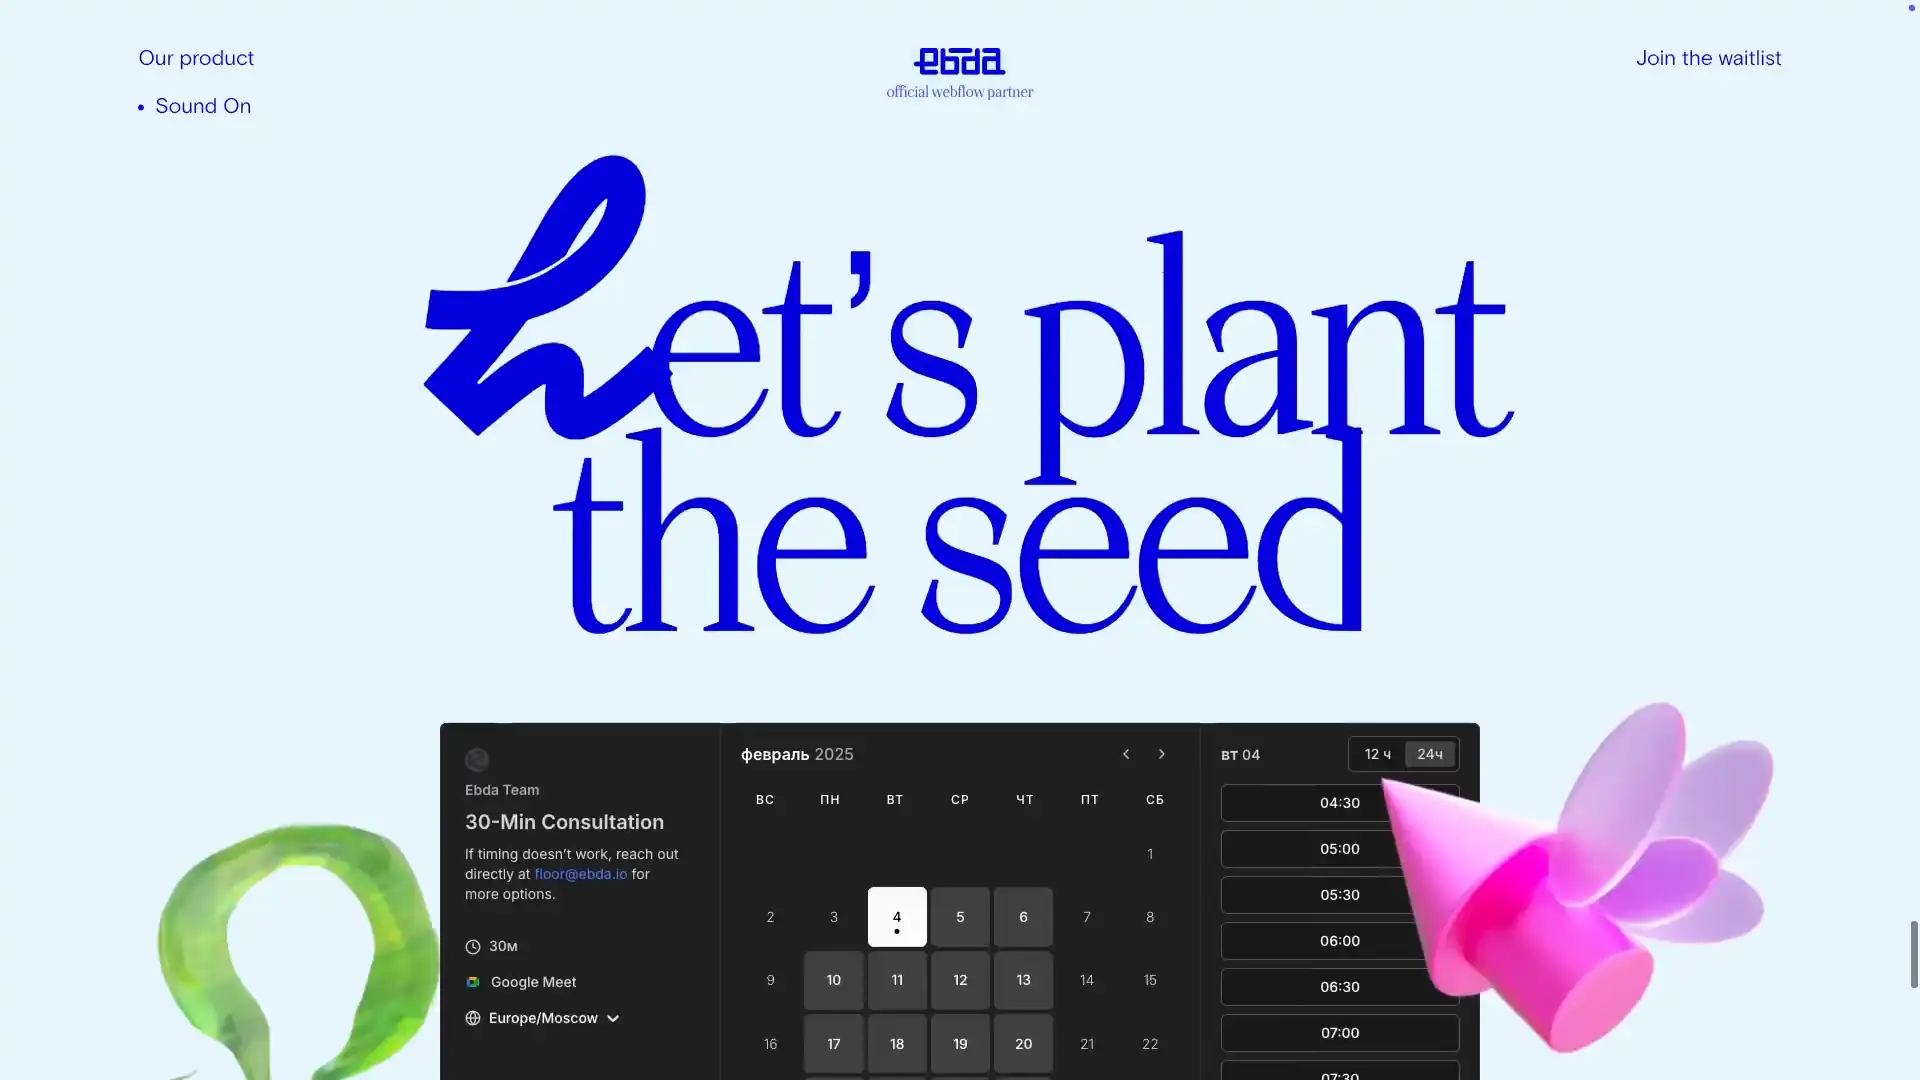 Our product
Sound On
ebda
official webflow partner
Join the waitlist
Let’s plant
the seed
Ebda Team
30-Min Consultation
If timing doesn’t work, reach out
directly at floor@ebda.io for
more options.
30м
Google Meet
Europe/Moscow
февраль 2025
ВС ПН ВТ СР ЧТ ПТ СБ
1
2 3 4 5 6 7 8
9 10 11 12 13 14 15
16 17 18 19 20 21 22
вт 04
12 ч 24ч
04:30
05:00
05:30
06:00
06:30
07:00
07:30